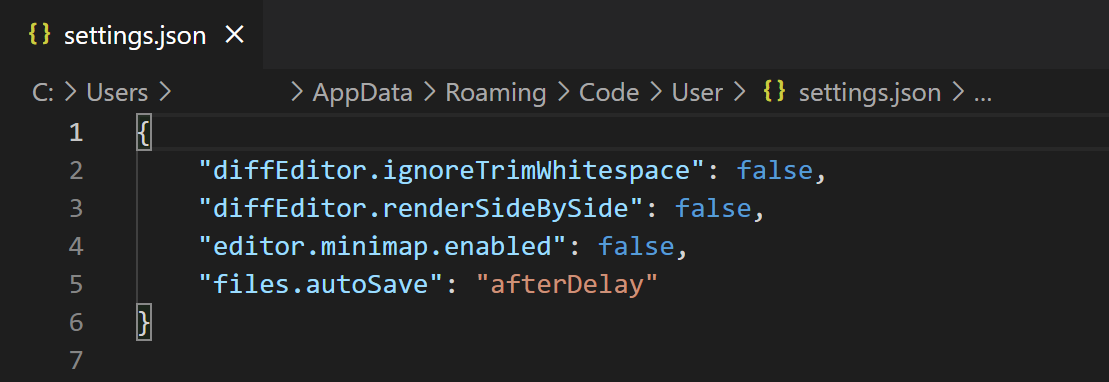 {} settings.json ×
C: > Users > > AppData > Roaming > Code > User > {} settings.json > ...
1 {
2 "diffEditor.ignoreTrimWhitespace": false,
3 "diffEditor.renderSideBySide": false,
4 "editor.minimap.enabled": false,
5 "files.autoSave": "afterDelay"
6 }
7